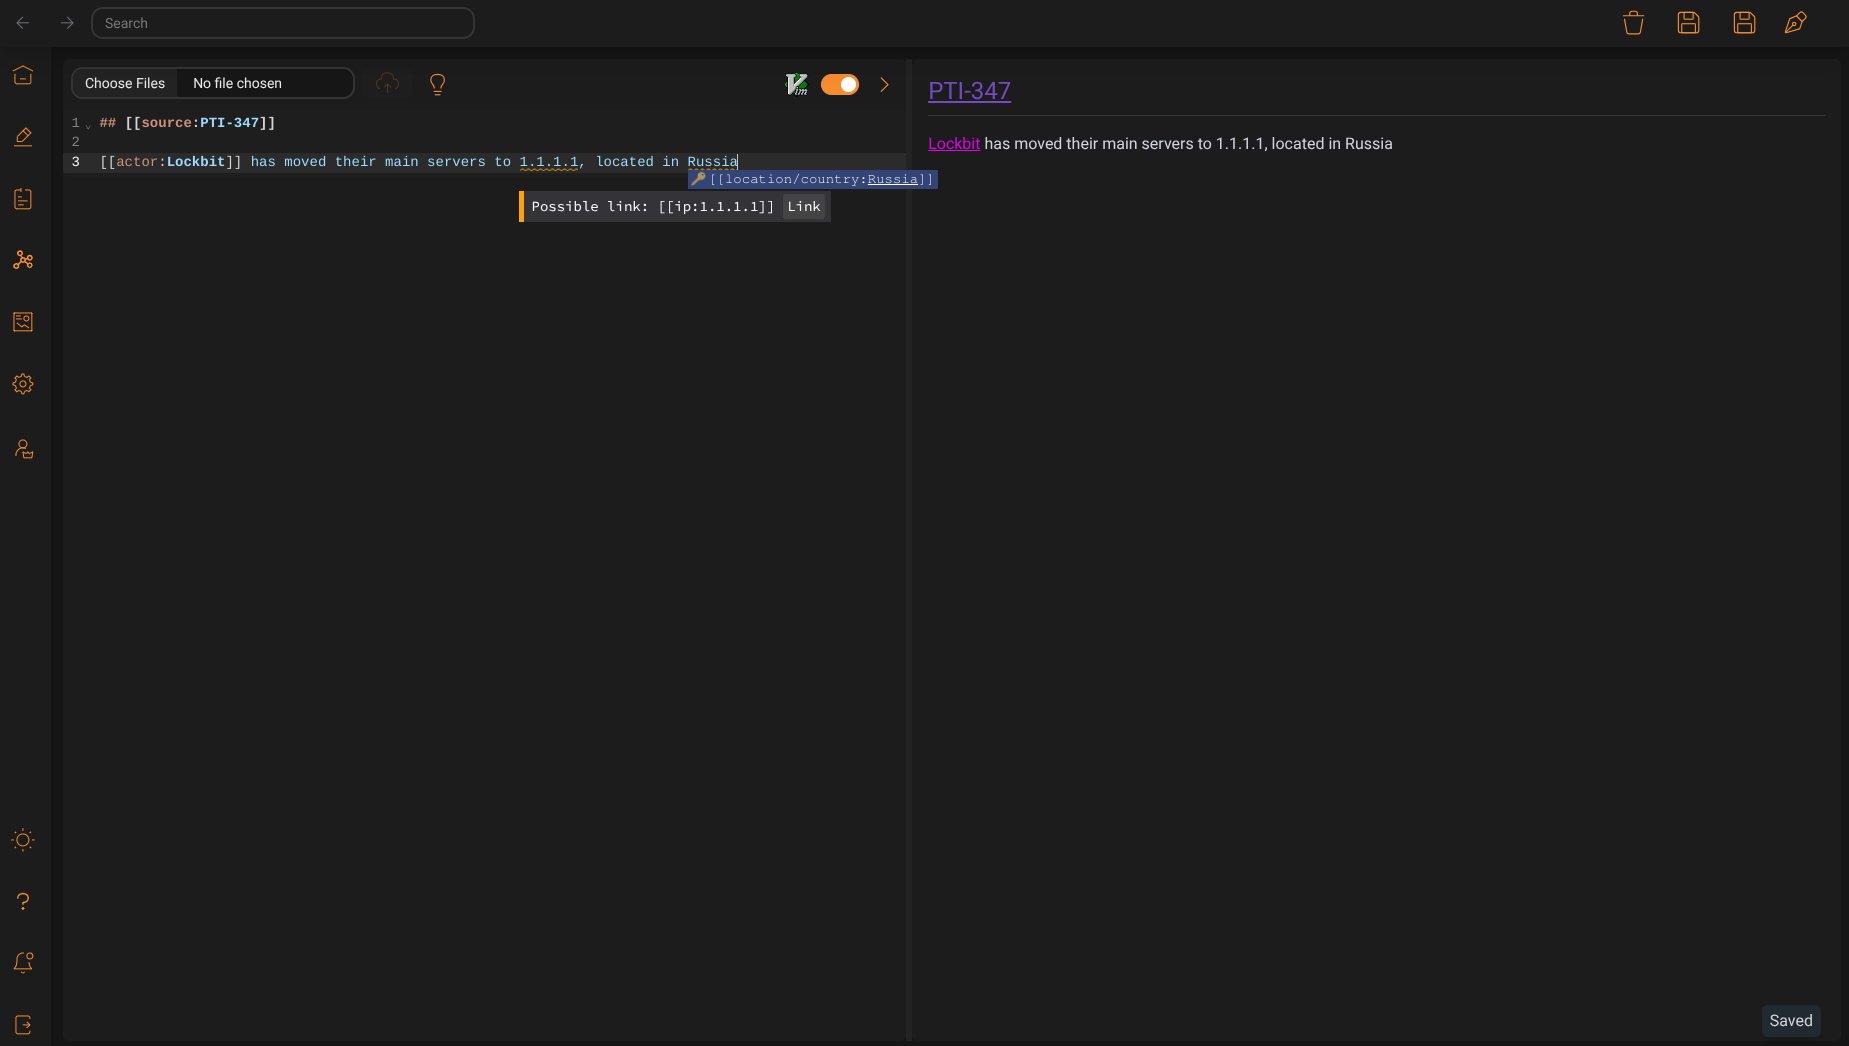 Search
Choose Files No file chosen
Vim
1 ## [[source:PTI-347]]
2
3 [[actor:Lockbit]] has moved their main servers to 1.1.1.1, located in Russia
[[location/country:Russia]]
Possible link: [[ip:1.1.1.1]] Link
PTI-347
Lockbit has moved their main servers to 1.1.1.1, located in Russia
Saved